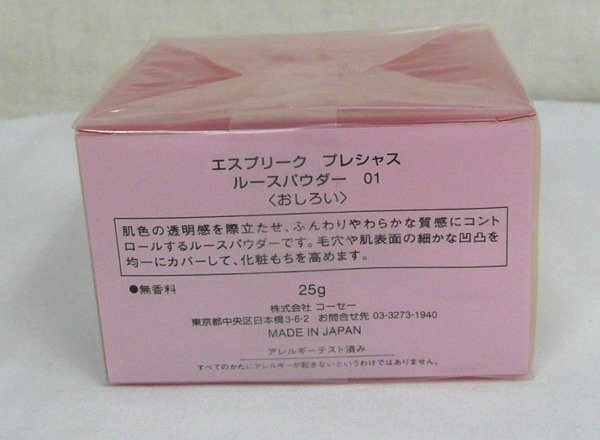 エスプリーク プレシャス
ルースパウダー 01
〈おしろい〉
肌色の透明感を際立たせ、ふんわりやわらかな質感にコント
ロールするルースパウダーです。毛穴や肌表面の細かな凹凸を
均一にカバーして、化粧もちを高めます。
●無香料 25g
株式会社 コーセー
東京都中央区日本橋3-6-2 お問合せ先 03-3273-1940
MADE IN JAPAN
アレルギーテスト済み
すべてのかたにアレルギーが起きないというわけではありません。